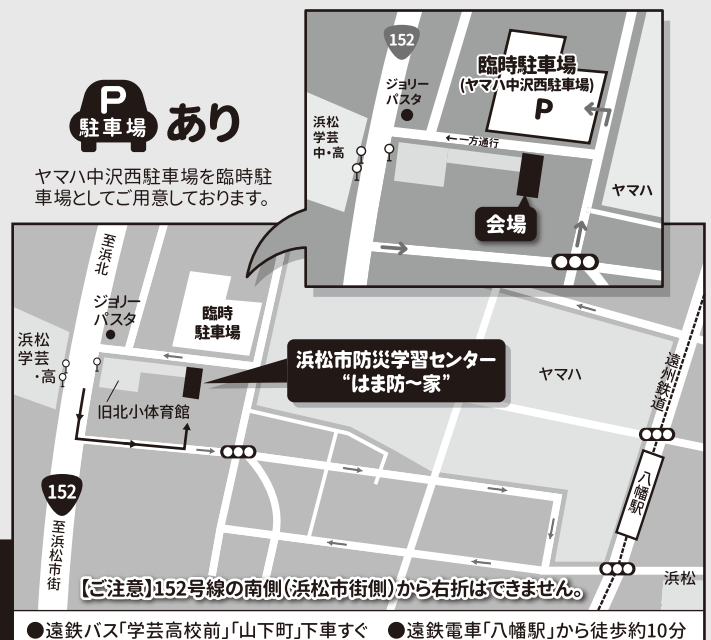 P
駐車場
あり
ヤマハ中沢西駐車場を臨時駐
車場としてご用意しております。
152
臨時駐車場
(ヤマハ中沢西駐車場)
P
ジョリー
パスタ
浜松
学芸
中・高
←一方通行
ヤマハ
会場
至浜北
ジョリー
パスタ
臨時
駐車場
浜松
学芸
・高
旧北小体育館
浜松市防災学習センター
“はま防~家”
ヤマハ
遠州鉄道
八幡駅
152
至浜松市街
浜松
【ご注意】152号線の南側(浜松市街側)から右折はできません。
●遠鉄バス「学芸高校前」「山下町」下車すぐ ●遠鉄電車「八幡駅」から徒歩約10分